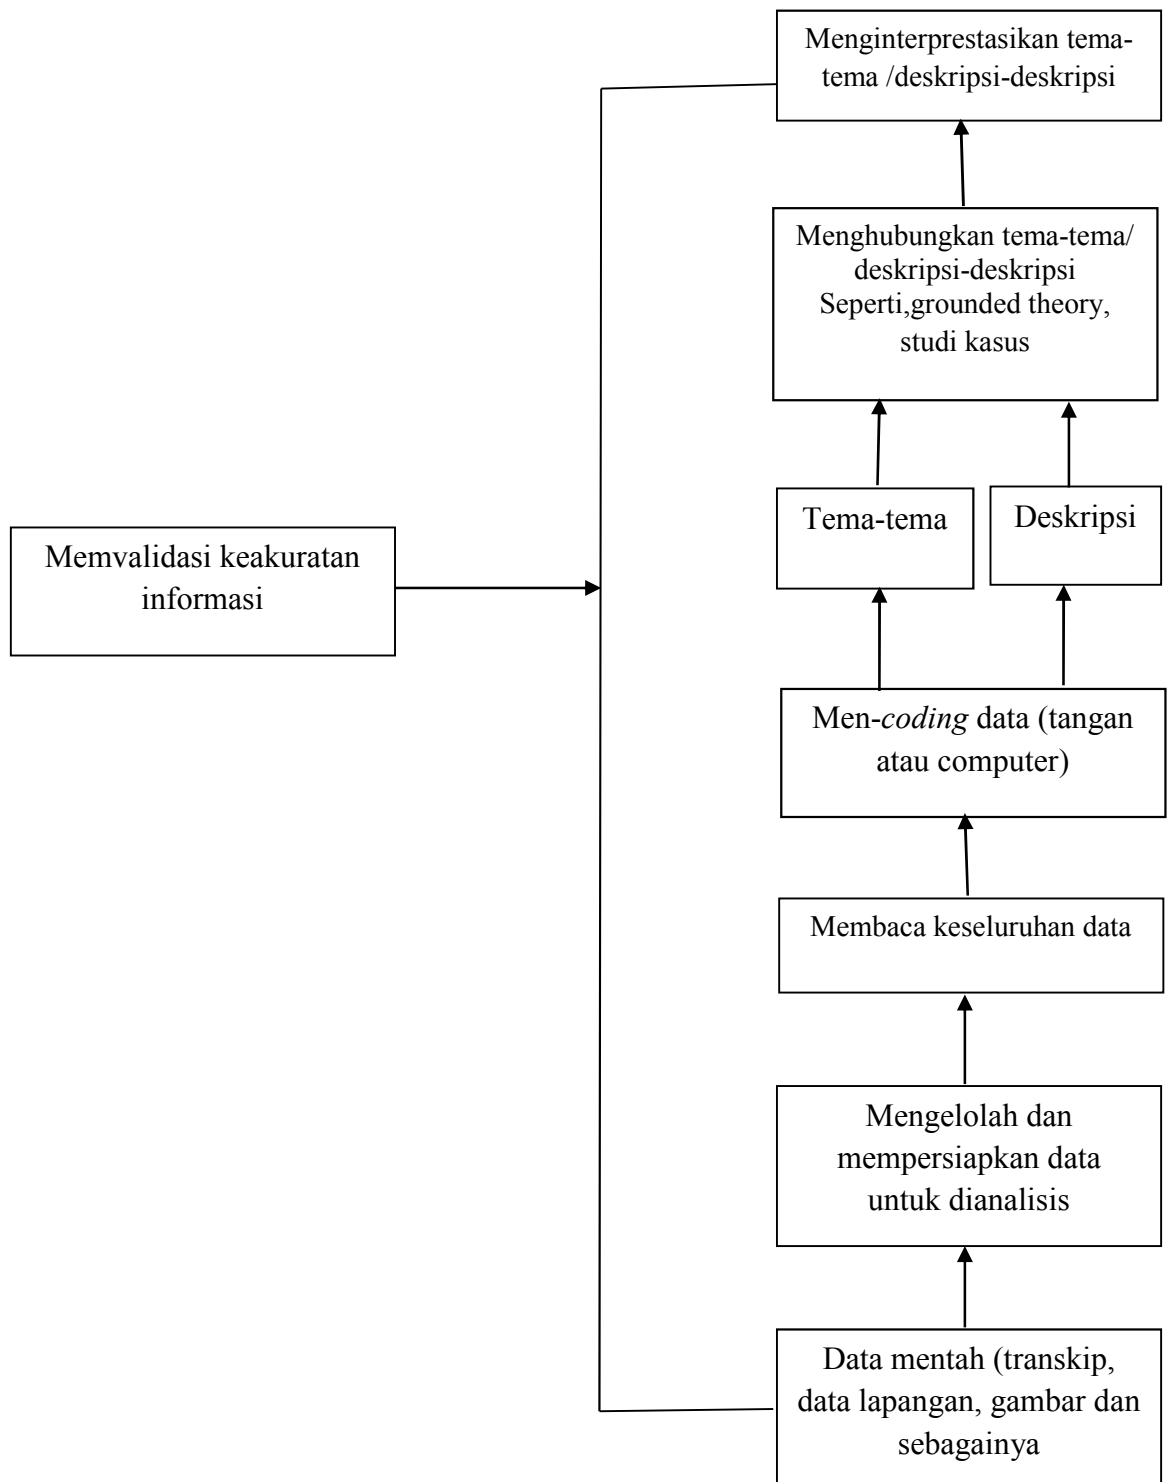 Menginterprestasikan tema-
tema /deskripsi-deskripsi
Menghubungkan tema-tema/
deskripsi-deskripsi
Seperti,grounded theory,
studi kasus
Tema-tema
Deskripsi
Memvalidasi keakuratan
informasi
Men-coding data (tangan
atau computer)
Membaca keseluruhan data
Mengelolah dan
mempersiapkan data
untuk dianalisis
Data mentah (transkip,
data lapangan, gambar dan
sebagainya